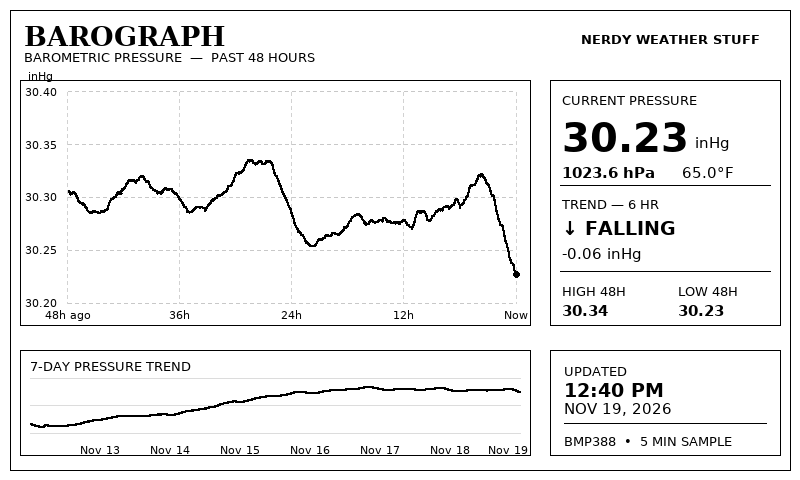 BAROGRAPH
BAROMETRIC PRESSURE — PAST 48 HOURS
NERDY WEATHER STUFF
inHg
30.40
30.35
30.30
30.25
30.20
48h ago 36h 24h 12h Now
CURRENT PRESSURE
30.23 inHg
1023.6 hPa 65.0°F
TREND — 6 HR
↓ FALLING
-0.06 inHg
HIGH 48H LOW 48H
30.34 30.23
7-DAY PRESSURE TREND
Nov 13 Nov 14 Nov 15 Nov 16 Nov 17 Nov 18 Nov 19
UPDATED
12:40 PM
NOV 19, 2026
BMP388 • 5 MIN SAMPLE